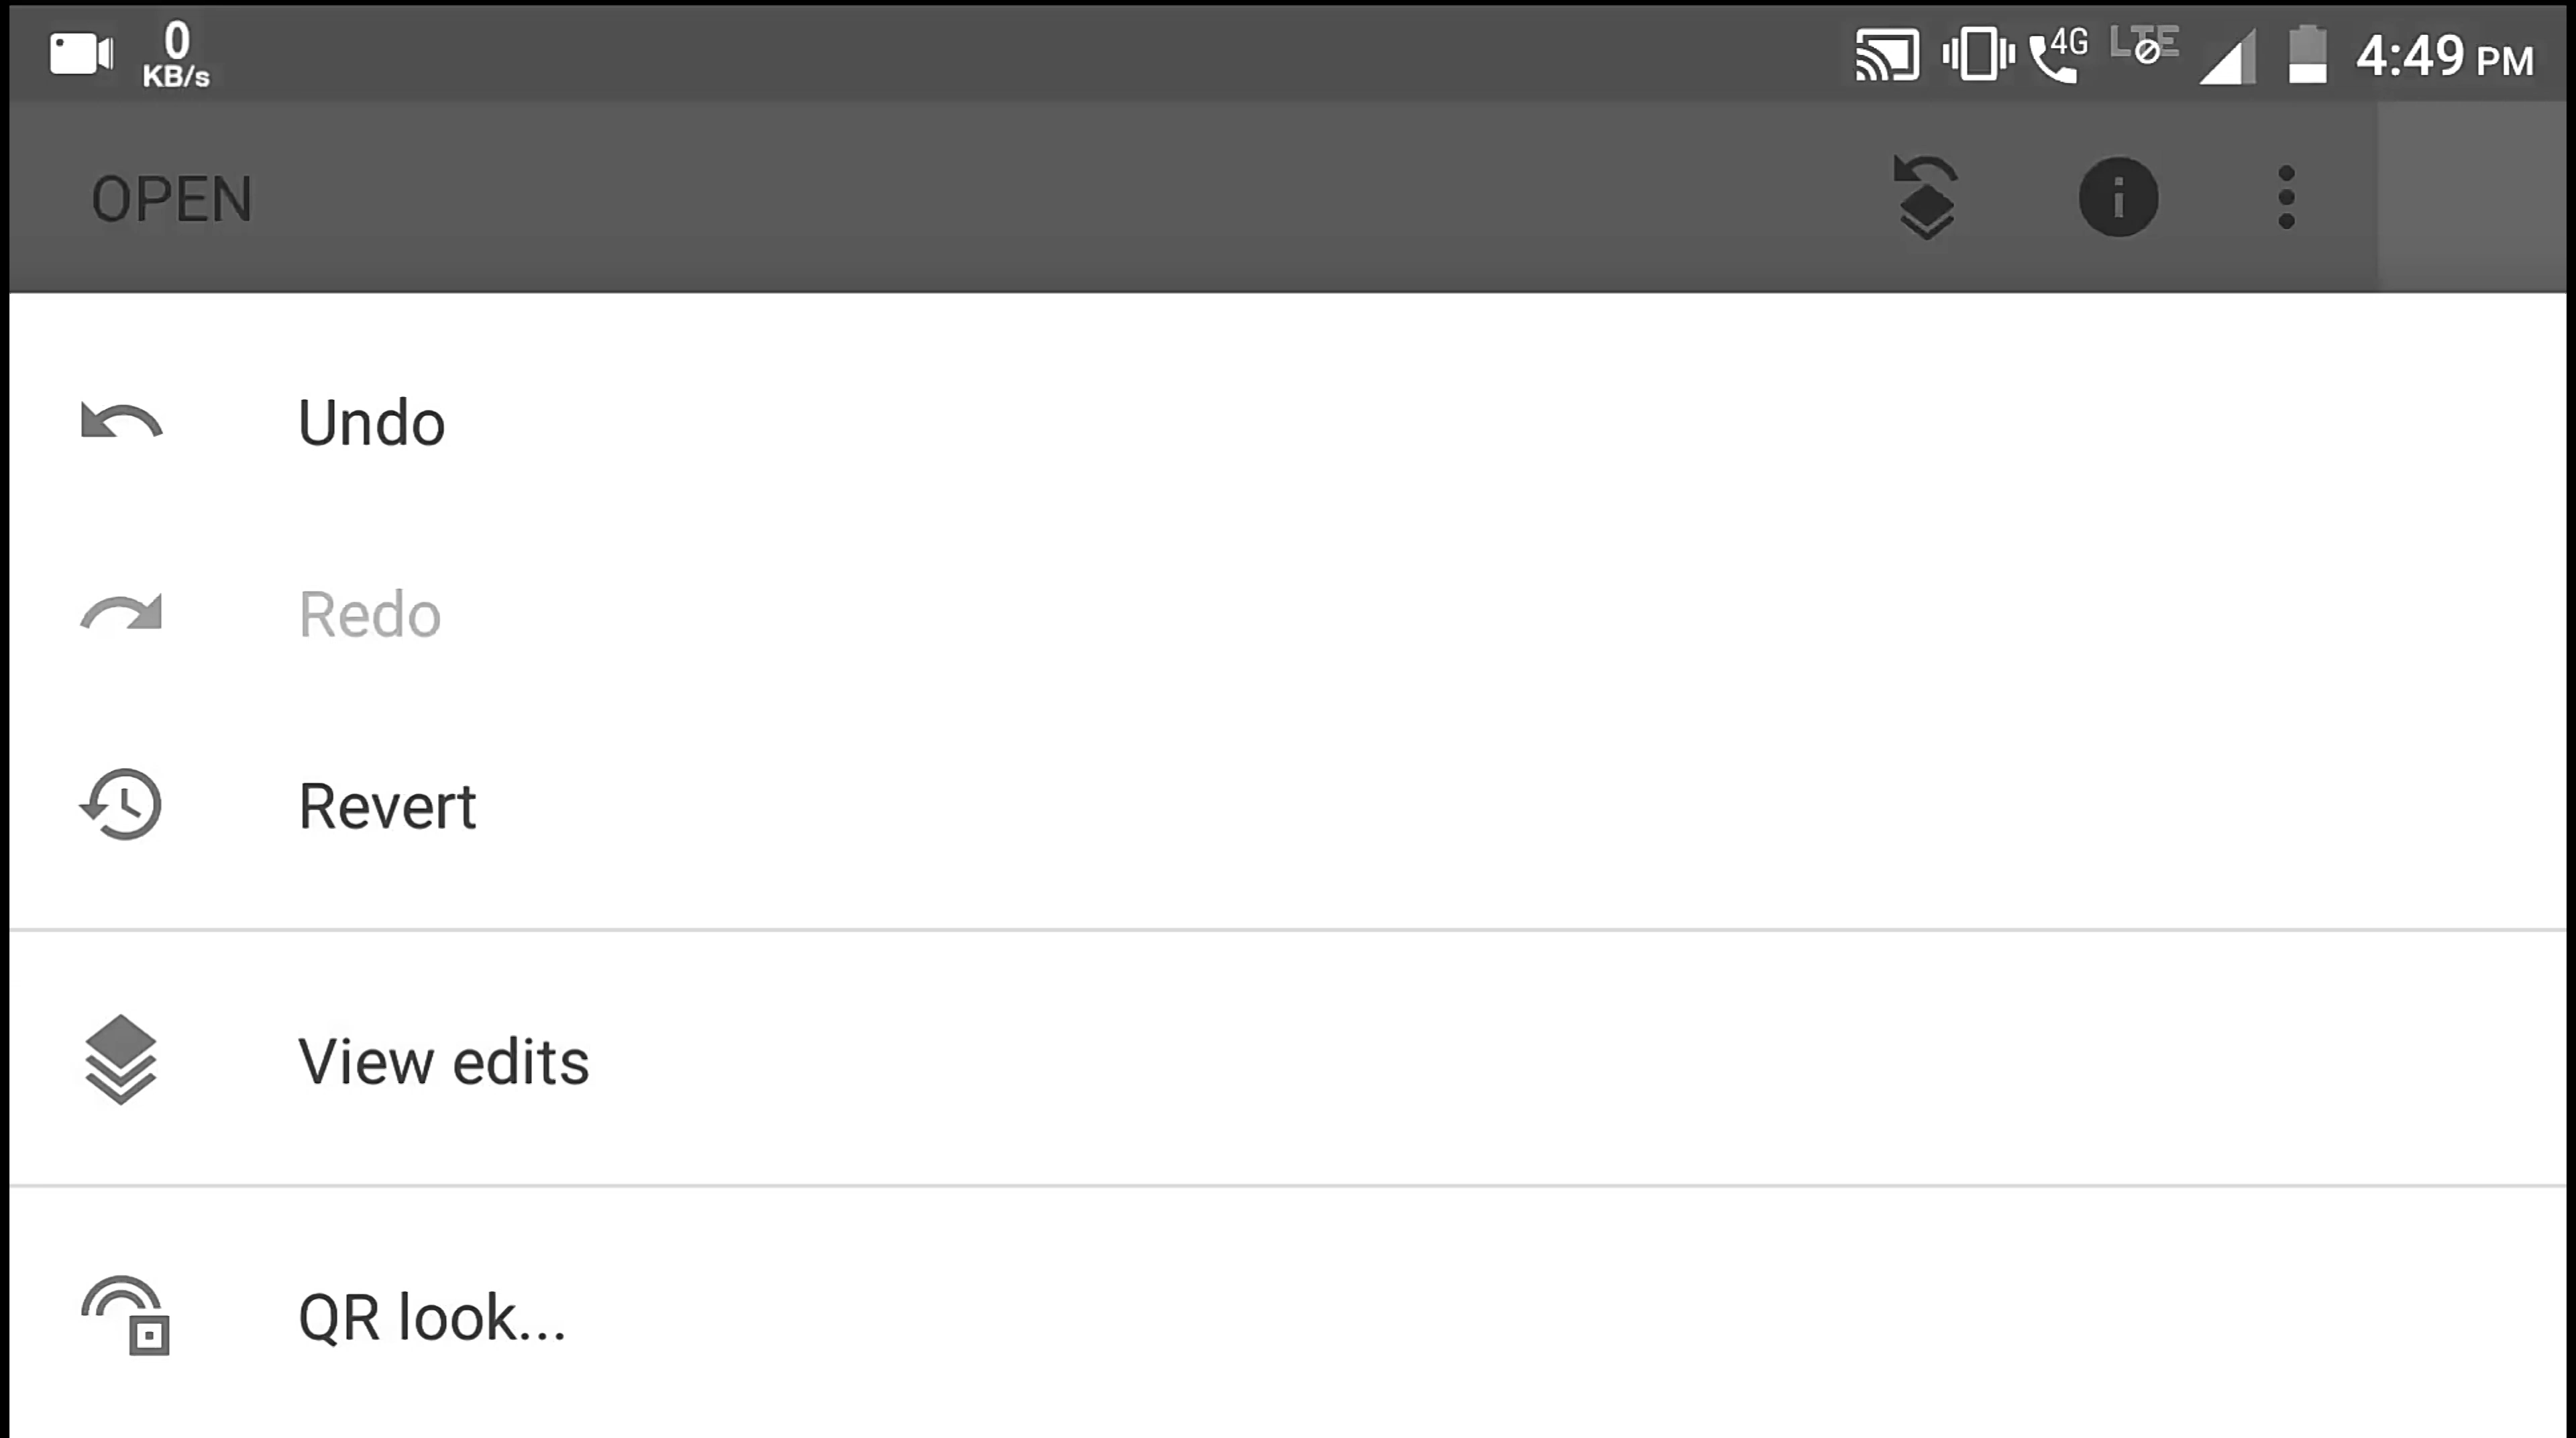 0
KB/s
4G LTE 4:49 PM
OPEN
Undo
Redo
Revert
View edits
QR look...